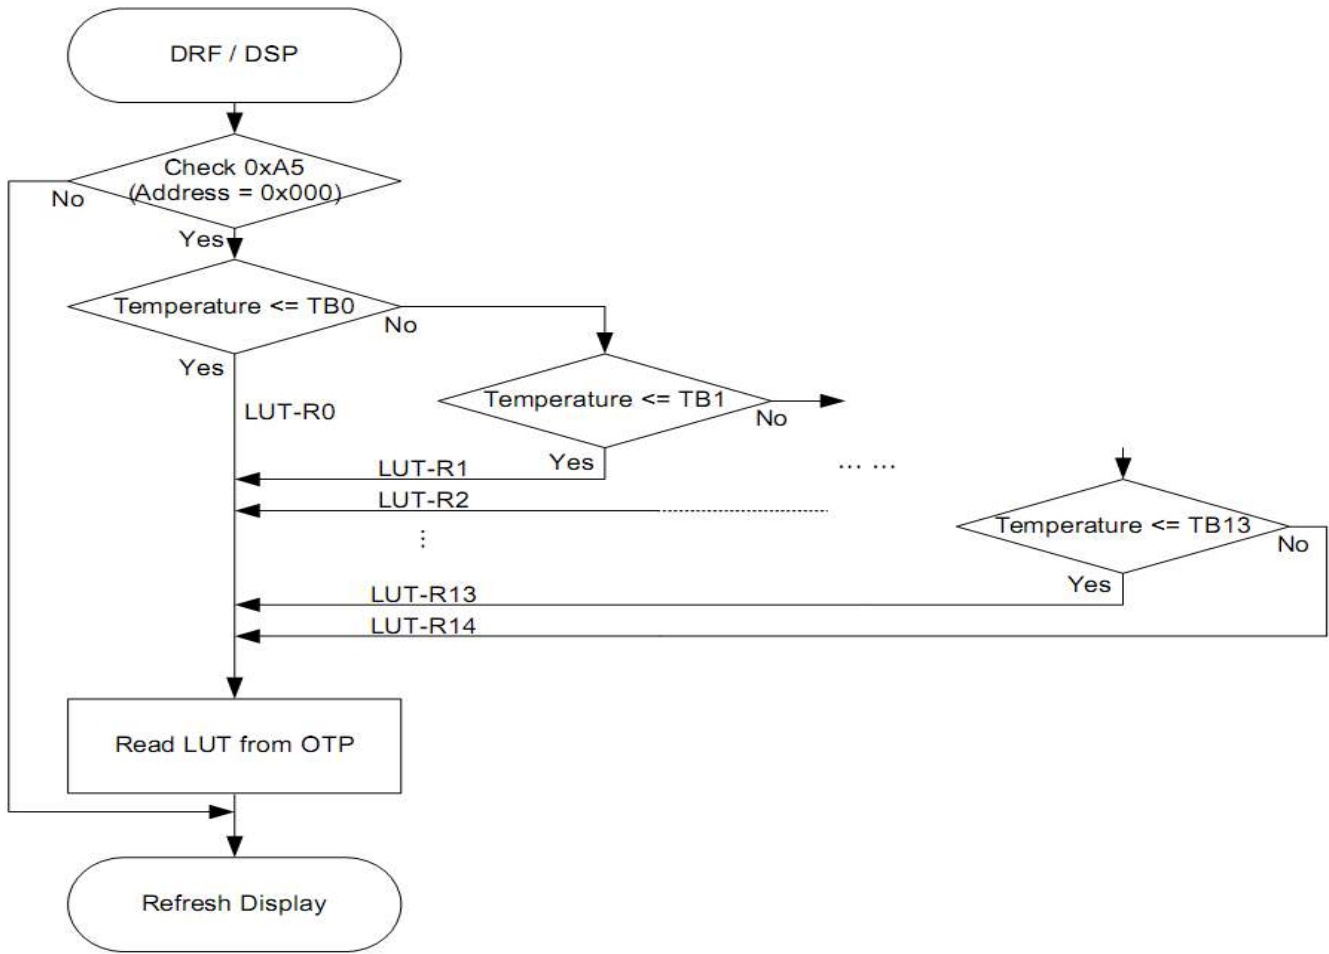 DRF / DSP
Check 0xA5
(Address = 0x000)
No
Yes
Temperature <= TB0
No
Yes
LUT-R0
Temperature <= TB1
No
Yes
LUT-R1
... ...
LUT-R2
Temperature <= TB13
No
Yes
LUT-R13
LUT-R14
Read LUT from OTP
Refresh Display